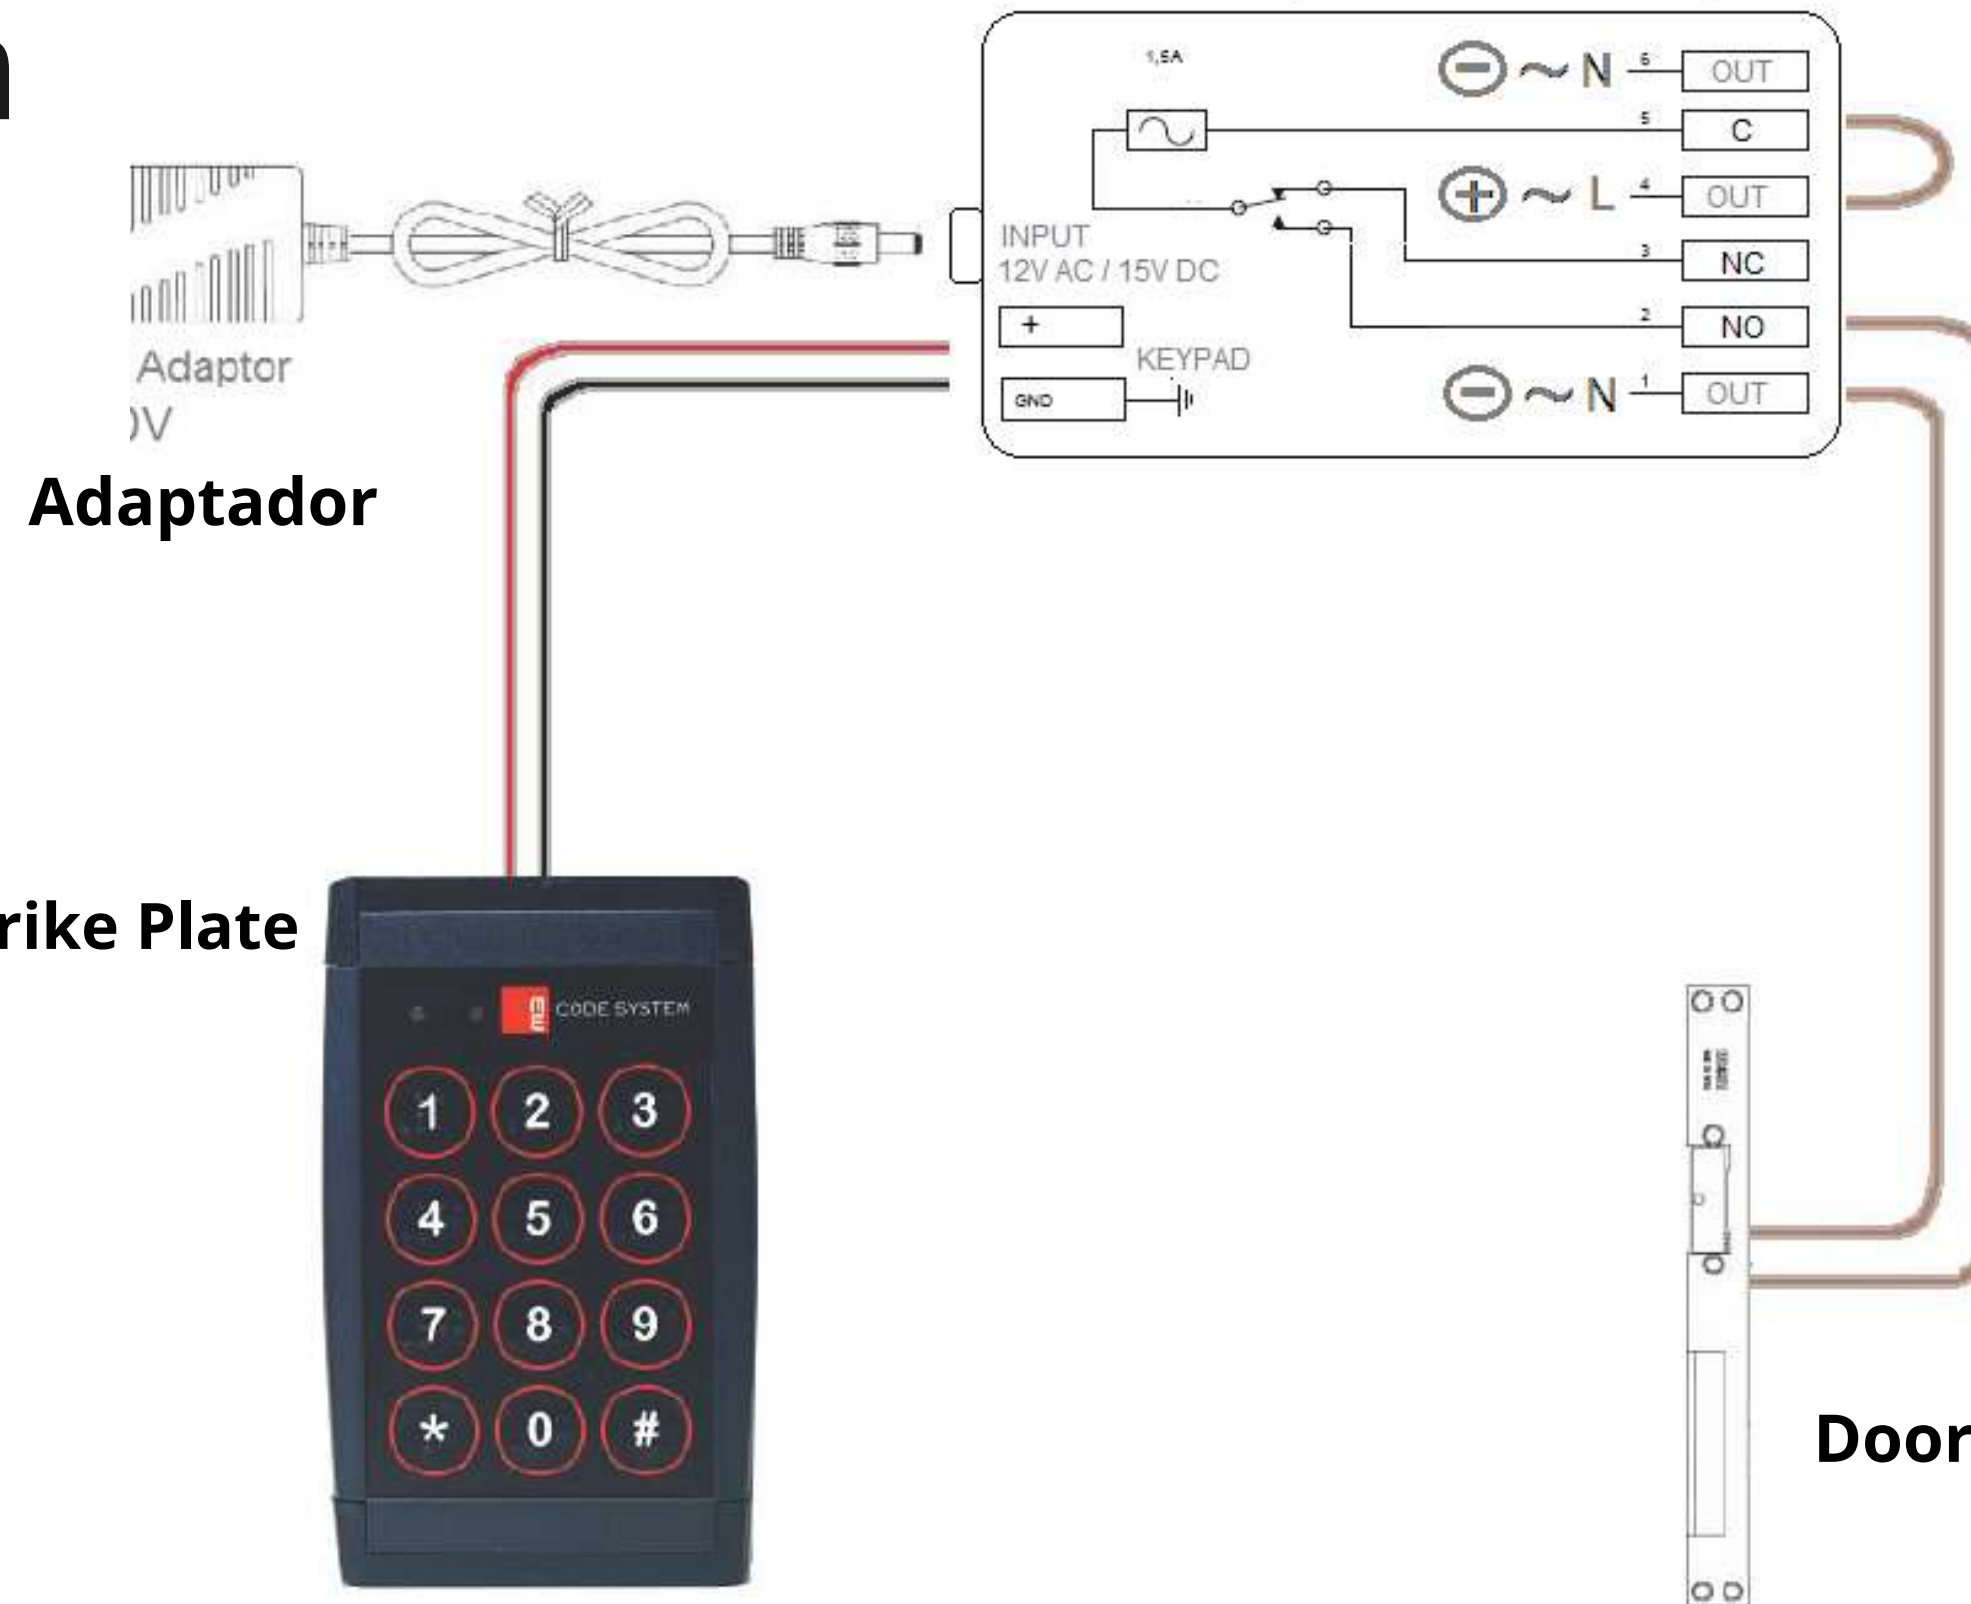 1,5A
⊖ ~ N 6 OUT
5 C
⊕ ~ L 4 OUT
3 NC
2 NO
⊖ ~ N 1 OUT
INPUT
12V AC / 15V DC
+
KEYPAD
GND
Adaptor
0V
Adaptador
rike Plate
CODE SYSTEM
1 2 3
4 5 6
7 8 9
* 0 #
Door